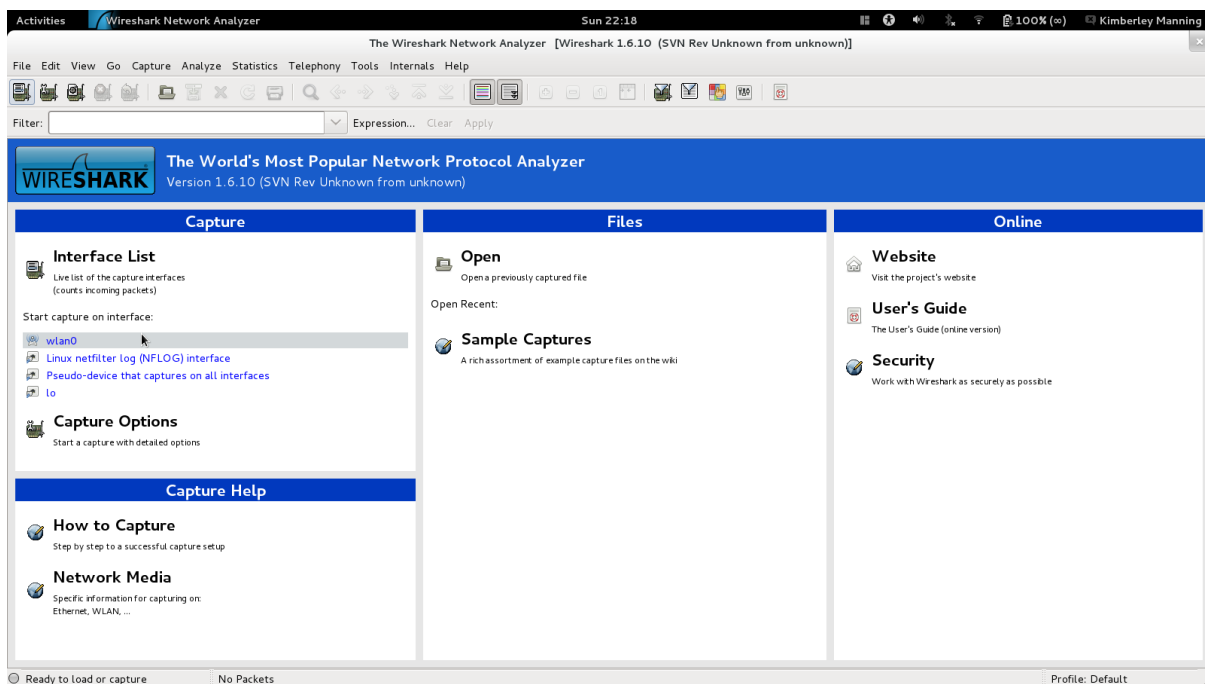 Activities Wireshark Network Analyzer Sun 22:18 100% (∞) Kimberley Manning
The Wireshark Network Analyzer [Wireshark 1.6.10 (SVN Rev Unknown from unknown)]
File Edit View Go Capture Analyze Statistics Telephony Tools Internals Help
Filter: Expression... Clear Apply
WIRESHARK
The World's Most Popular Network Protocol Analyzer
Version 1.6.10 (SVN Rev Unknown from unknown)
Capture
Interface List
Live list of the capture interfaces
(counts incoming packets)
Start capture on interface:
wlan0
Linux netfilter log (NFLOG) interface
Pseudo-device that captures on all interfaces
lo
Capture Options
Start a capture with detailed options
Capture Help
How to Capture
Step by step to a successful capture setup
Network Media
Specific information for capturing on:
Ethernet, WLAN, ...
Files
Open
Open a previously captured file
Open Recent:
Sample Captures
A rich assortment of example capture files on the wiki
Online
Website
Visit the project's website
User's Guide
The User's Guide (online version)
Security
Work with Wireshark as securely as possible
Ready to load or capture No Packets Profile: Default